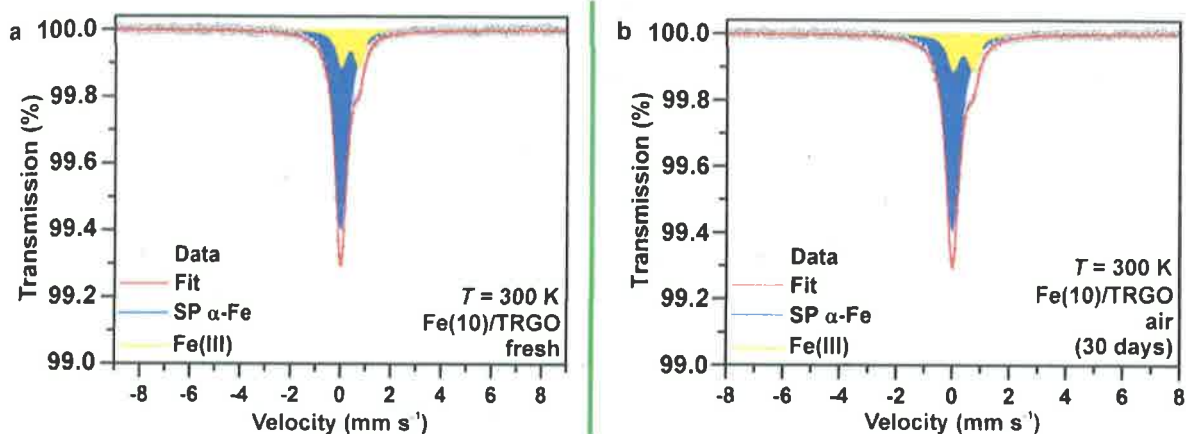 a
Transmission (%)
100.0
99.8
99.6
99.4
99.2
99.0
Data
Fit
SP α-Fe
Fe(III)
T = 300 K
Fe(10)/TRGO
fresh
-8 -6 -4 -2 0 2 4 6 8
Velocity (mm s⁻¹)
b
Transmission (%)
100.0
99.8
99.6
99.4
99.2
99.0
Data
Fit
SP α-Fe
Fe(III)
T = 300 K
Fe(10)/TRGO
air
(30 days)
-8 -6 -4 -2 0 2 4 6 8
Velocity (mm s⁻¹)